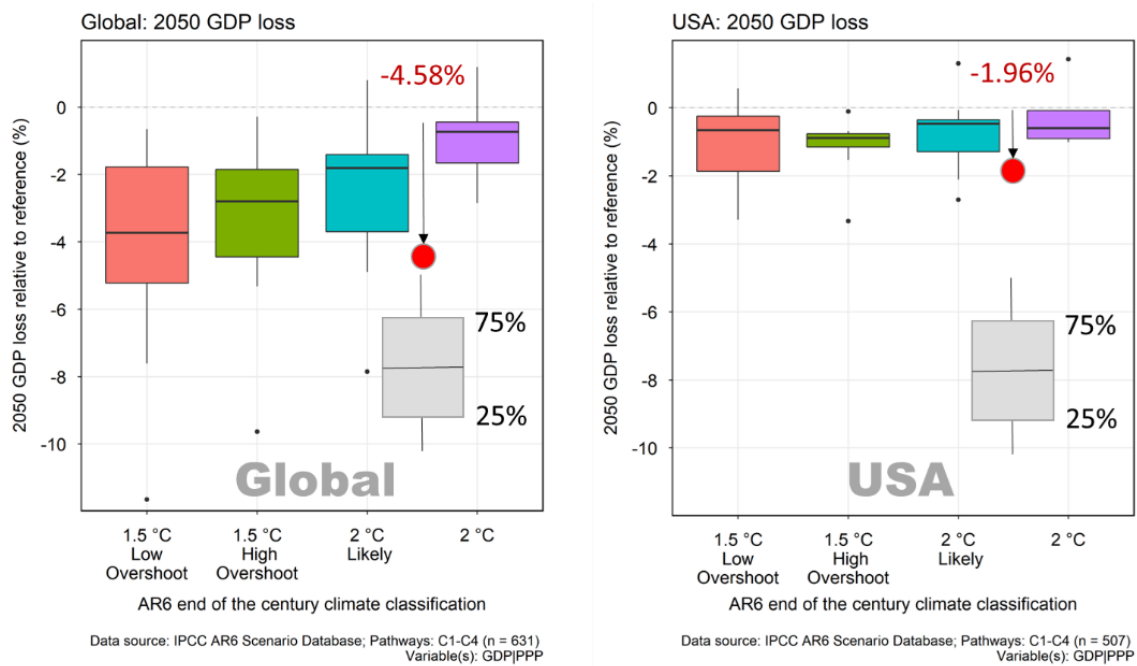 Global: 2050 GDP loss
2050 GDP loss relative to reference (%)
-0
-2
-4
-6
-8
-10
-4.58%
75%
25%
Global
1.5 °C
Low
Overshoot
1.5 °C
High
Overshoot
2 °C
Likely
2 °C
AR6 end of the century climate classification
Data source: IPCC AR6 Scenario Database; Pathways: C1-C4 (n = 631)
Variable(s): GDP|PPP
USA: 2050 GDP loss
2050 GDP loss relative to reference (%)
-0
-2
-4
-6
-8
-10
-1.96%
75%
25%
USA
1.5 °C
Low
Overshoot
1.5 °C
High
Overshoot
2 °C
Likely
2 °C
AR6 end of the century climate classification
Data source: IPCC AR6 Scenario Database; Pathways: C1-C4 (n = 507)
Variable(s): GDP|PPP